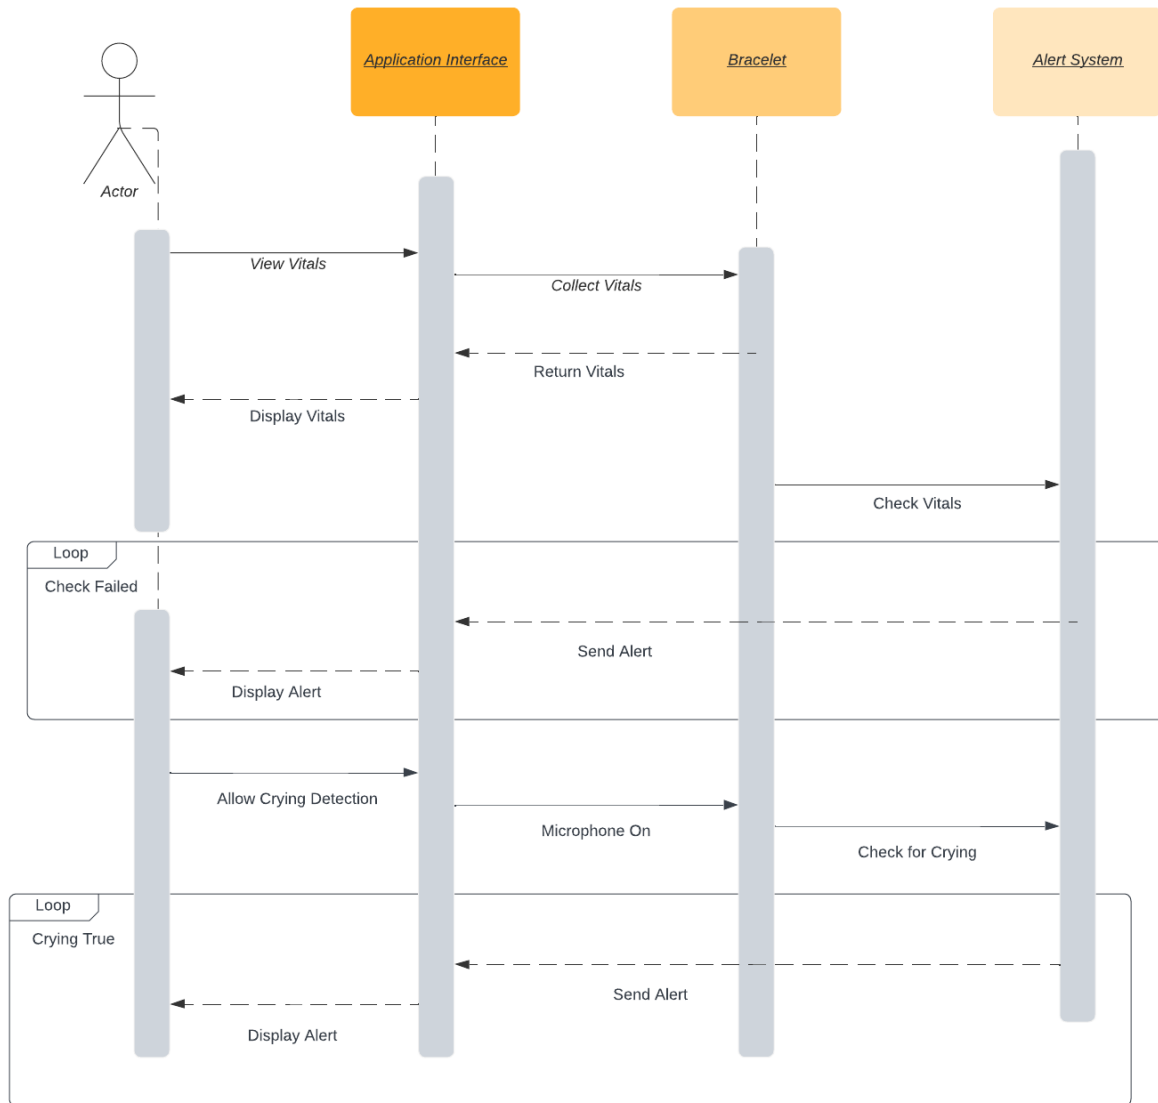 Application Interface
Bracelet
Alert System
Actor
View Vitals
Collect Vitals
Return Vitals
Display Vitals
Check Vitals
Loop
Check Failed
Send Alert
Display Alert
Allow Crying Detection
Microphone On
Check for Crying
Loop
Crying True
Send Alert
Display Alert